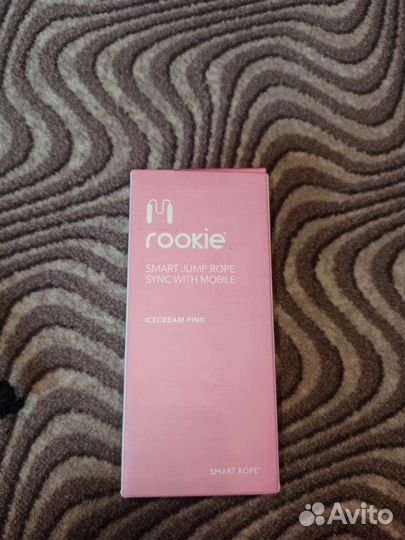 rookie®
SMART JUMP ROPE
SYNC WITH MOBILE
ICECREAM PINK
SMART ROPE®
Avito